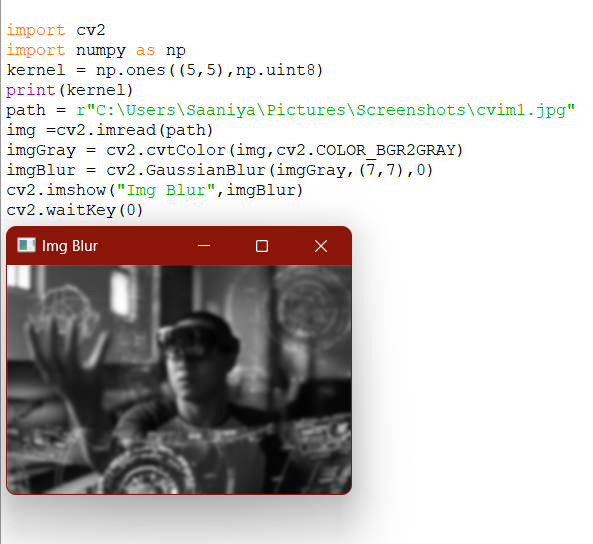 import cv2
import numpy as np
kernel = np.ones((5,5),np.uint8)
print(kernel)
path = r"C:\Users\Saaniya\Pictures\Screenshots\cvim1.jpg"
img =cv2.imread(path)
imgGray = cv2.cvtColor(img,cv2.COLOR_BGR2GRAY)
imgBlur = cv2.GaussianBlur(imgGray,(7,7),0)
cv2.imshow("Img Blur",imgBlur)
cv2.waitKey(0)
Img Blur